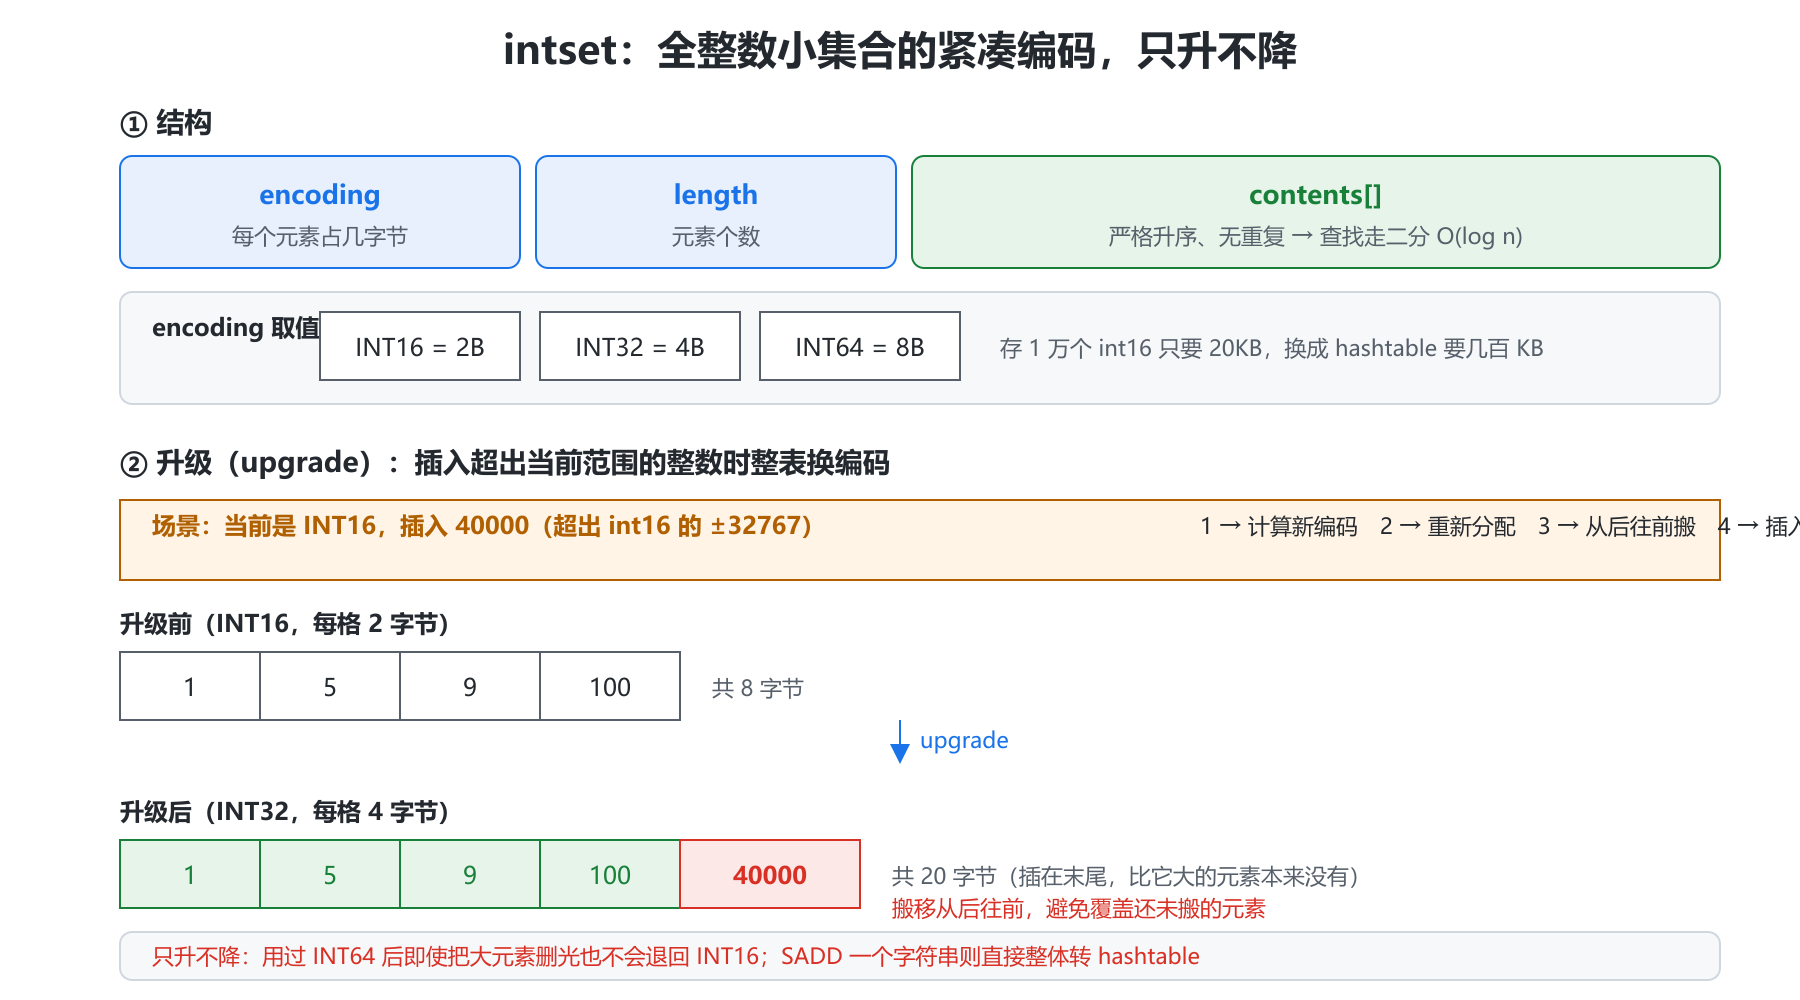 intset：全整数小集合的紧凑编码，只升不降
① 结构
encoding
每个元素占几字节
length
元素个数
contents[]
严格升序、无重复 → 查找走二分 O(log n)
encoding 取值
INT16 = 2B
INT32 = 4B
INT64 = 8B
存 1 万个 int16 只要 20KB，换成 hashtable 要几百 KB
② 升级（upgrade）：插入超出当前范围的整数时整表换编码
场景：当前是 INT16，插入 40000（超出 int16 的 ±32767）
1 → 计算新编码 2 → 重新分配 3 → 从后往前搬 4 → 插入
升级前（INT16，每格 2 字节）
1 5 9 100 共 8 字节
upgrade
升级后（INT32，每格 4 字节）
1 5 9 100 40000
共 20 字节（插在末尾，比它大的元素本来没有）
搬移从后往前，避免覆盖还未搬的元素
只升不降：用过 INT64 后即使把大元素删光也不会退回 INT16；SADD 一个字符串则直接整体转 hashtable